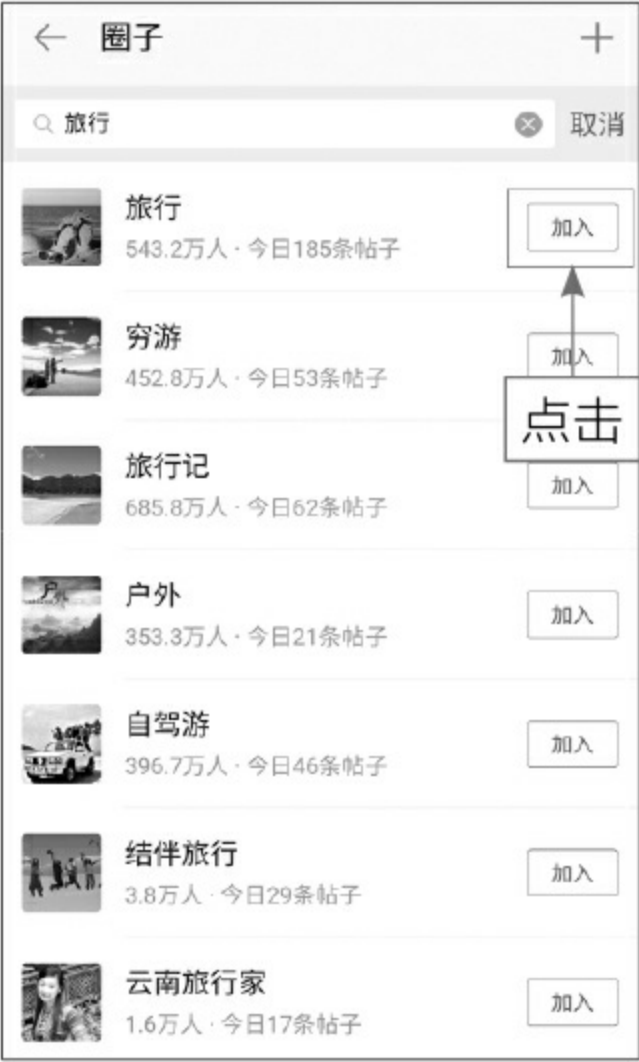 圈子
旅行
取消
旅行
543.2万人·今日185条帖子
加入
穷游
452.8万人·今日53条帖子
加入
点击
旅行记
685.8万人·今日62条帖子
加入
户外
353.3万人·今日21条帖子
加入
自驾游
396.7万人·今日46条帖子
加入
结伴旅行
3.8万人·今日29条帖子
加入
云南旅行家
1.6万人·今日17条帖子
加入
户外